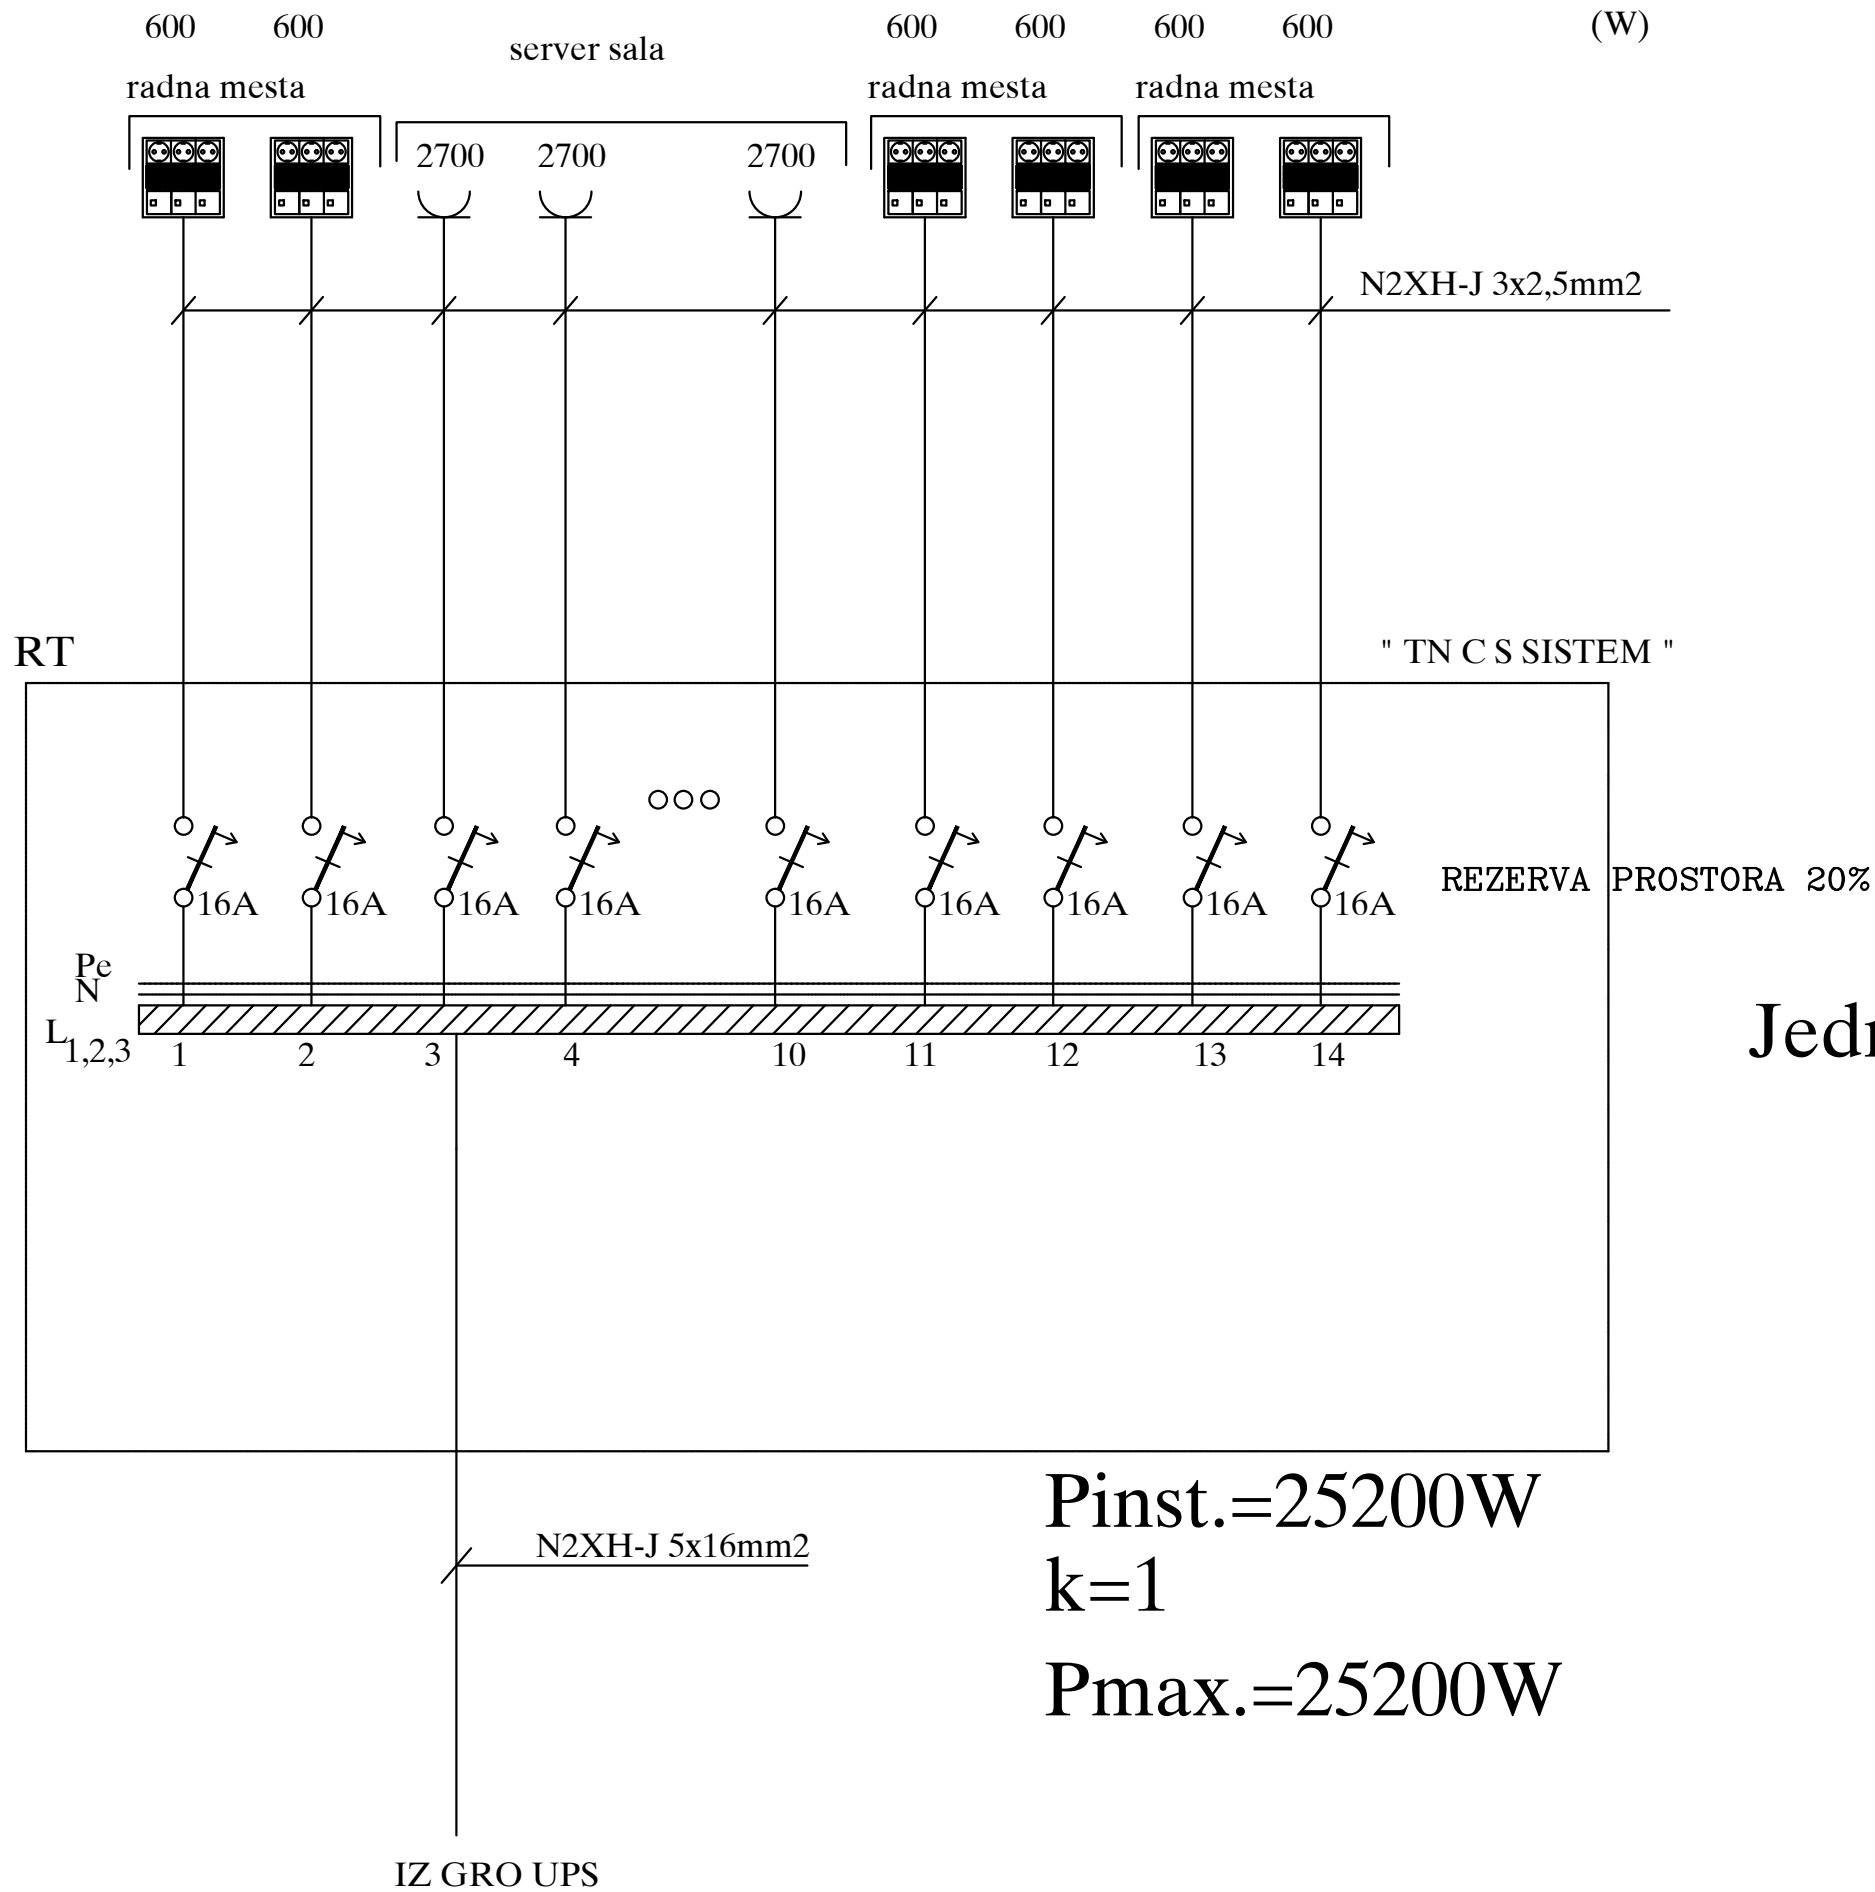 600 600 600 600 600 600 (W)
server sala
radna mesta radna mesta radna mesta
2700 2700 2700
N2XH-J 3x2,5mm2
RT " TN C S SISTEM "
REZERVA PROSTORA 20%
16A 16A 16A 16A 16A 16A 16A 16A 16A
Pe
N
L1,2,3
1 2 3 4 10 11 12 13 14
Jedn
Pinst.=25200W
N2XH-J 5x16mm2
k=1
Pmax.=25200W
IZ GRO UPS